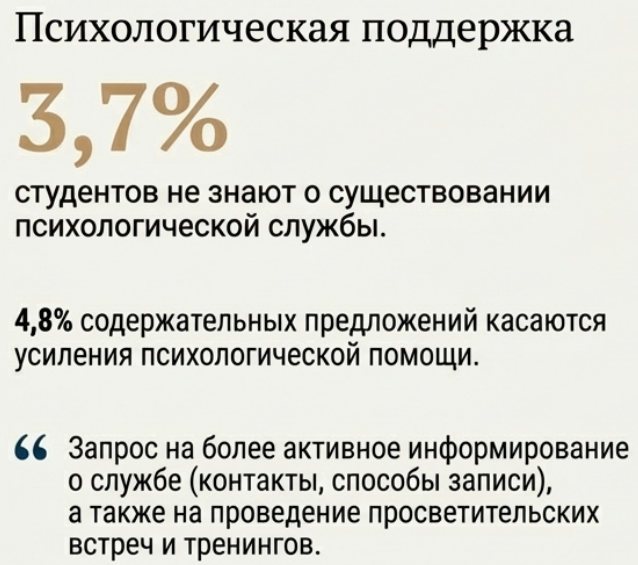 Психологическая поддержка
3,7%
студентов не знают о существовании
психологической службы.
4,8% содержательных предложений касаются
усиления психологической помощи.
“ Запрос на более активное информирование
о службе (контакты, способы записи),
а также на проведение просветительских
встреч и тренингов.